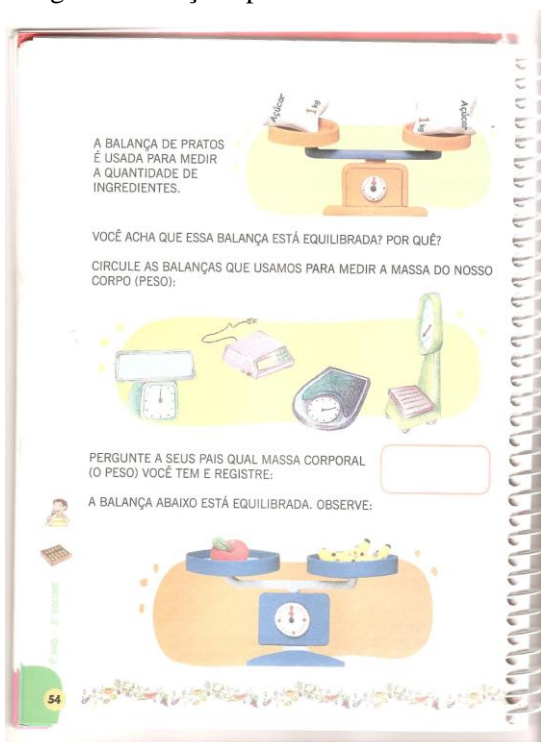 Açúcar
1 kg
1 kg
Açúcar
A BALANÇA DE PRATOS
É USADA PARA MEDIR
A QUANTIDADE DE
INGREDIENTES.
VOCÊ ACHA QUE ESSA BALANÇA ESTÁ EQUILIBRADA? POR QUÊ?
CIRCULE AS BALANÇAS QUE USAMOS PARA MEDIR A MASSA DO NOSSO
CORPO (PESO):
PERGUNTE A SEUS PAIS QUAL MASSA CORPORAL
(O PESO) VOCÊ TEM E REGISTRE:
A BALANÇA ABAIXO ESTÁ EQUILIBRADA. OBSERVE:
54